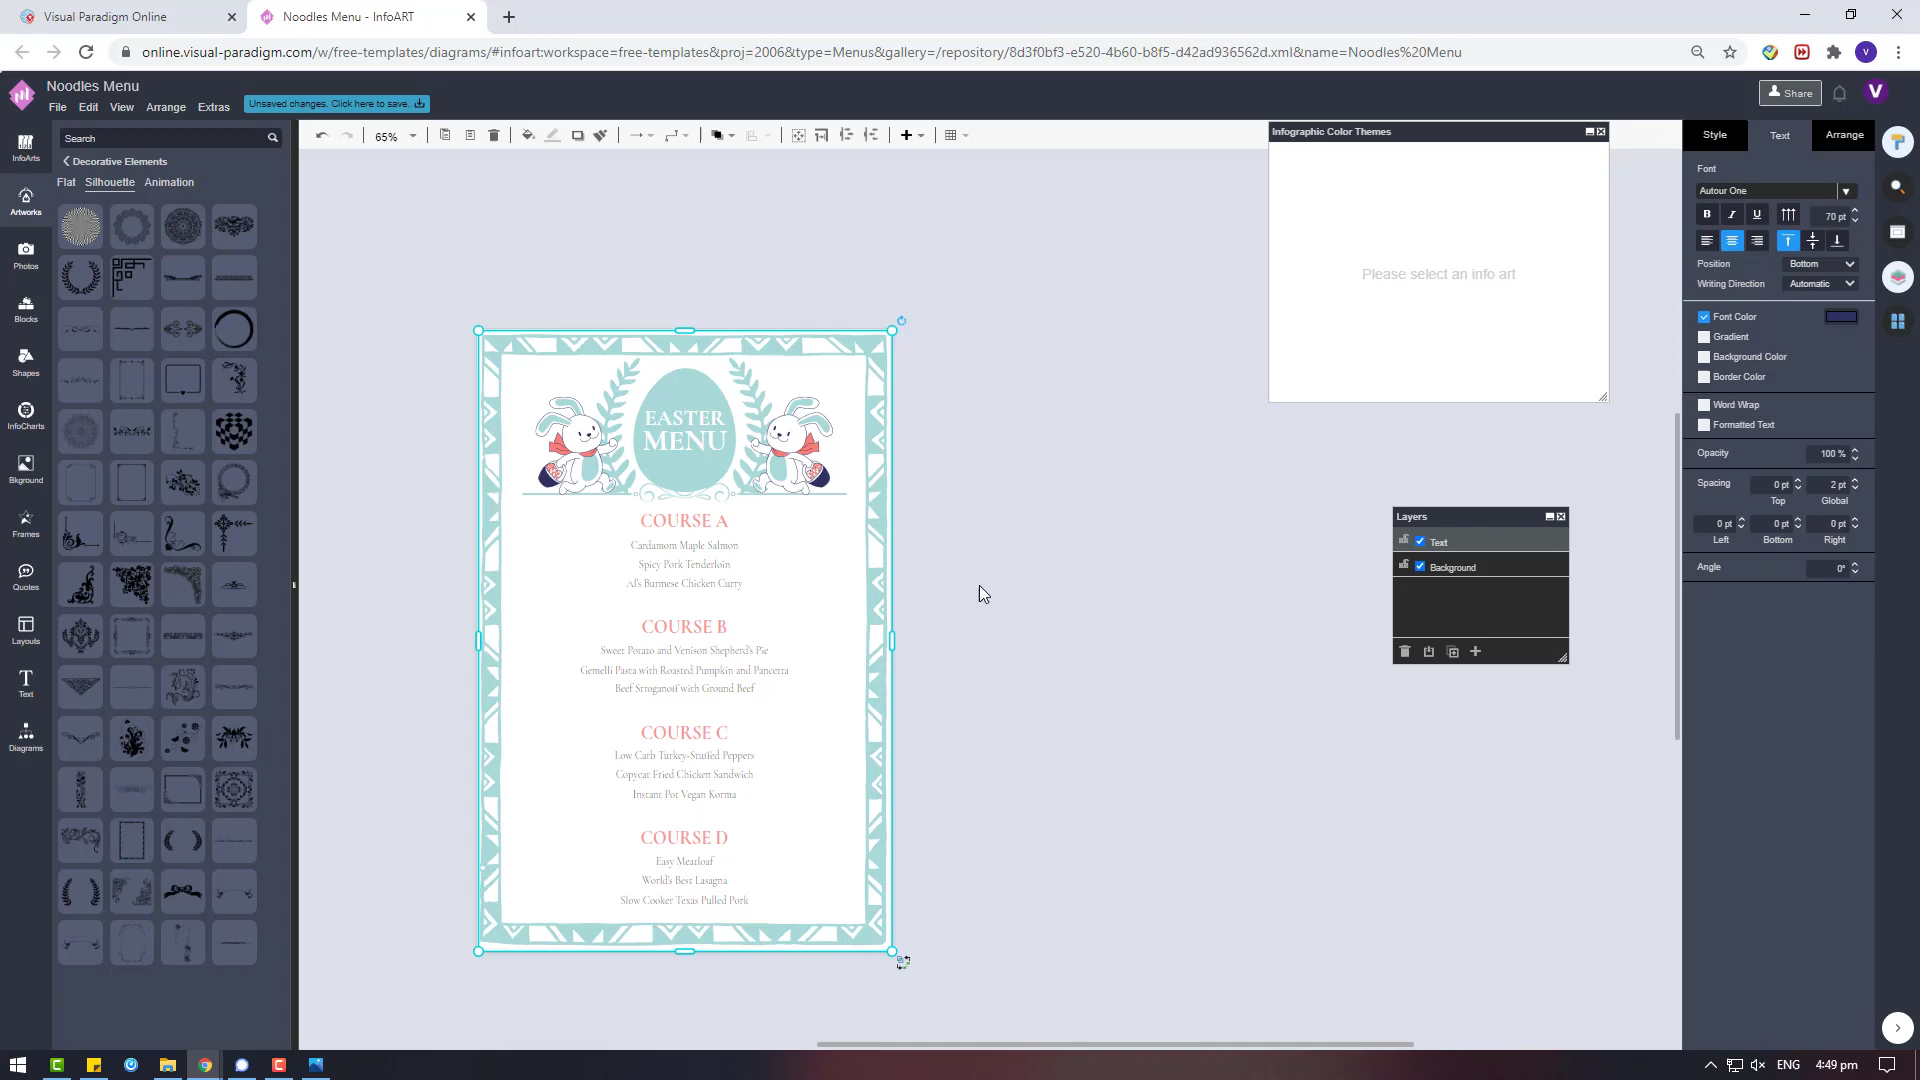 Visual Paradigm Online
Noodles Menu - InfoART
online.visual-paradigm.com/w/free-templates/diagrams/#infoart:workspace=free-templates&proj=2006&type=Menus&gallery=/repository/8d3f0bf3-e520-4b60-b8f5-d42ad936562d.xml&name=Noodles%20Menu
V
Noodles Menu
File Edit View Arrange Extras
Unsaved changes. Click here to save.
Share
V
Search
Decorative Elements
Flat Silhouette Animation
InfoArts
Artworks
Photos
Blocks
Shapes
InfoCharts
Bkground
Frames
Quotes
Layouts
Text
Diagrams
65%
EASTER
MENU
COURSE A
Cardamom Maple Salmon
Spicy Pork Tenderloin
Al's Burmese Chicken Curry
COURSE B
Sweet Potato and Venison Shepherd's Pie
Gemelli Pasta with Roasted Pumpkin and Pancetta
Beef Stroganoff with Ground Beef
COURSE C
Low Carb Turkey-Stuffed Peppers
Copycat Fried Chicken Sandwich
Instant Pot Vegan Korma
COURSE D
Easy Meatloaf
World's Best Lasagna
Slow Cooker Texas Pulled Pork
Infographic Color Themes
Please select an info art
Layers
Text
Background
Style Text Arrange
Font
Autour One
B I U 70 pt
Position Bottom
Writing Direction Automatic
Font Color
Gradient
Background Color
Border Color
Word Wrap
Formatted Text
Opacity 100 %
Spacing 0 pt 2 pt
Top Global
0 pt 0 pt 0 pt
Left Bottom Right
Angle 0°
ENG 4:49 pm